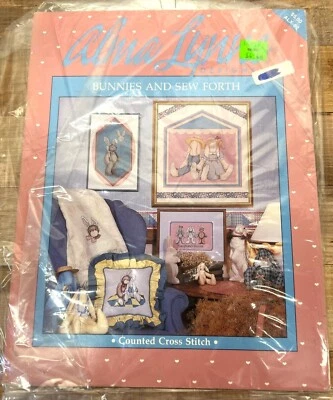 Alma Lynne
BUNNIES AND SEW FORTH
• Counted Cross Stitch •